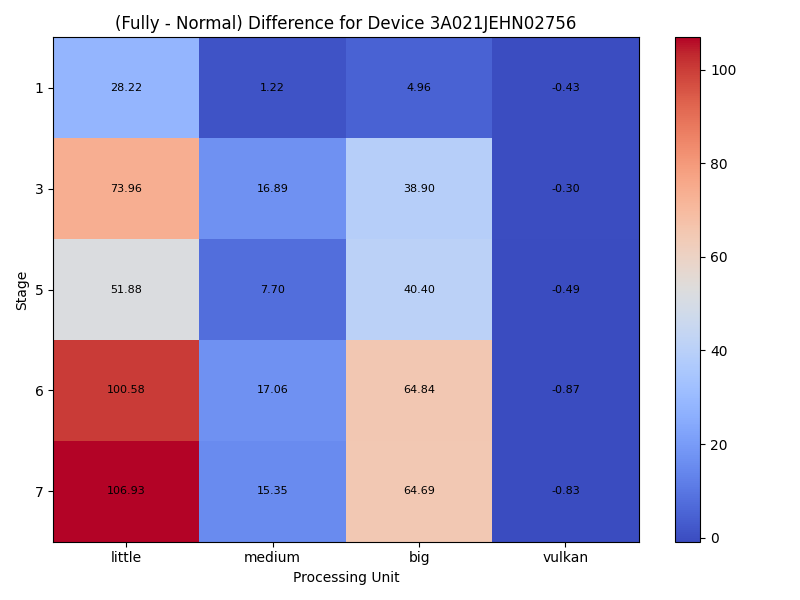 (Fully - Normal) Difference for Device 3A021JEHN02756
1 28.22 1.22 4.96 -0.43
3 73.96 16.89 38.90 -0.30
5 51.88 7.70 40.40 -0.49
6 100.58 17.06 64.84 -0.87
7 106.93 15.35 64.69 -0.83
little medium big vulkan
Processing Unit
Stage
100
80
60
40
20
0